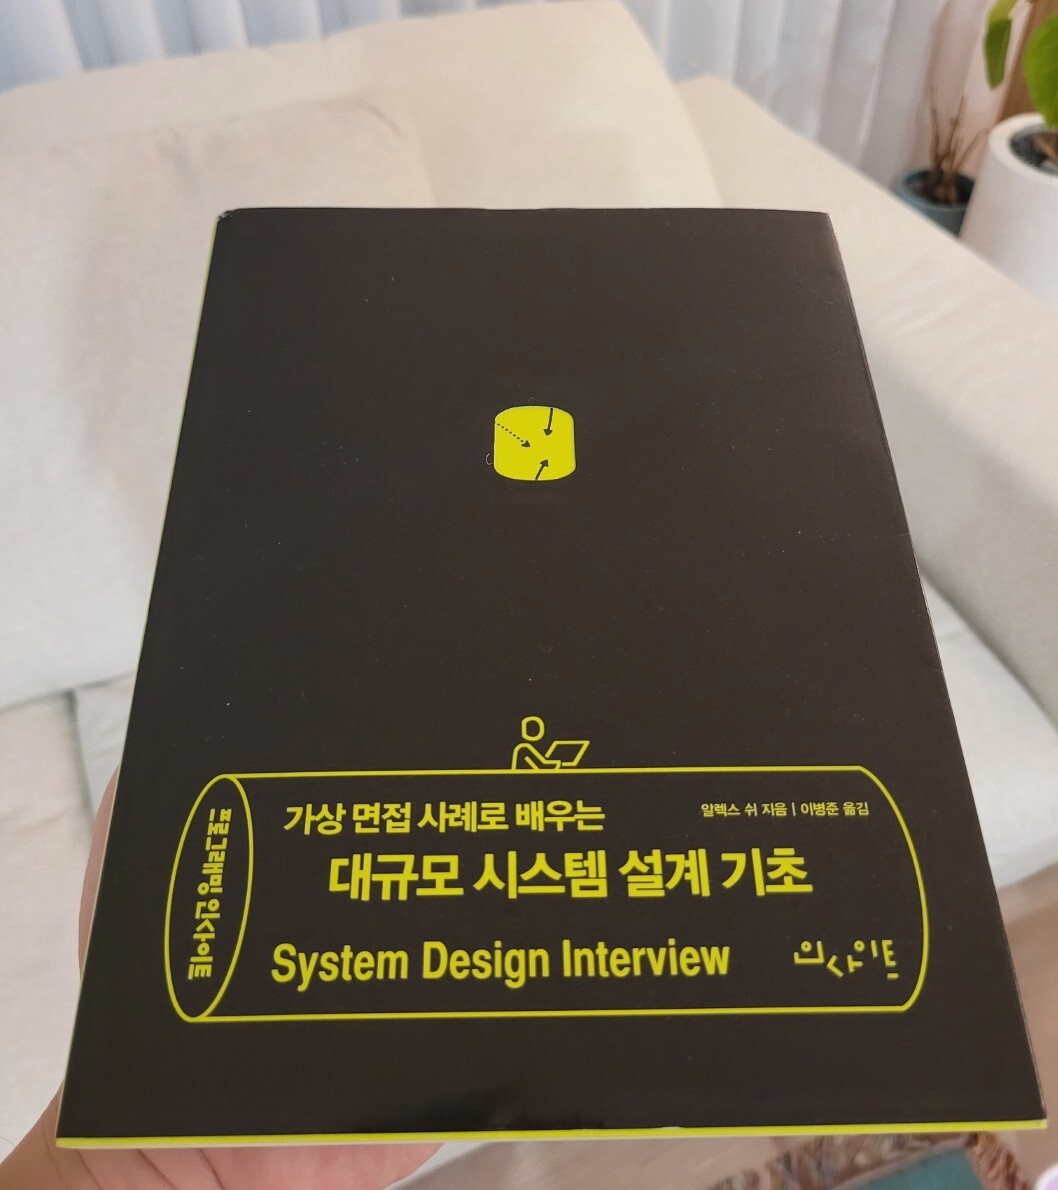 가상 면접 사례로 배우는
알렉스 쉬 지음 | 이병준 옮김
대규모 시스템 설계 기초
System Design Interview
프로그래밍 인사이트
인사이트